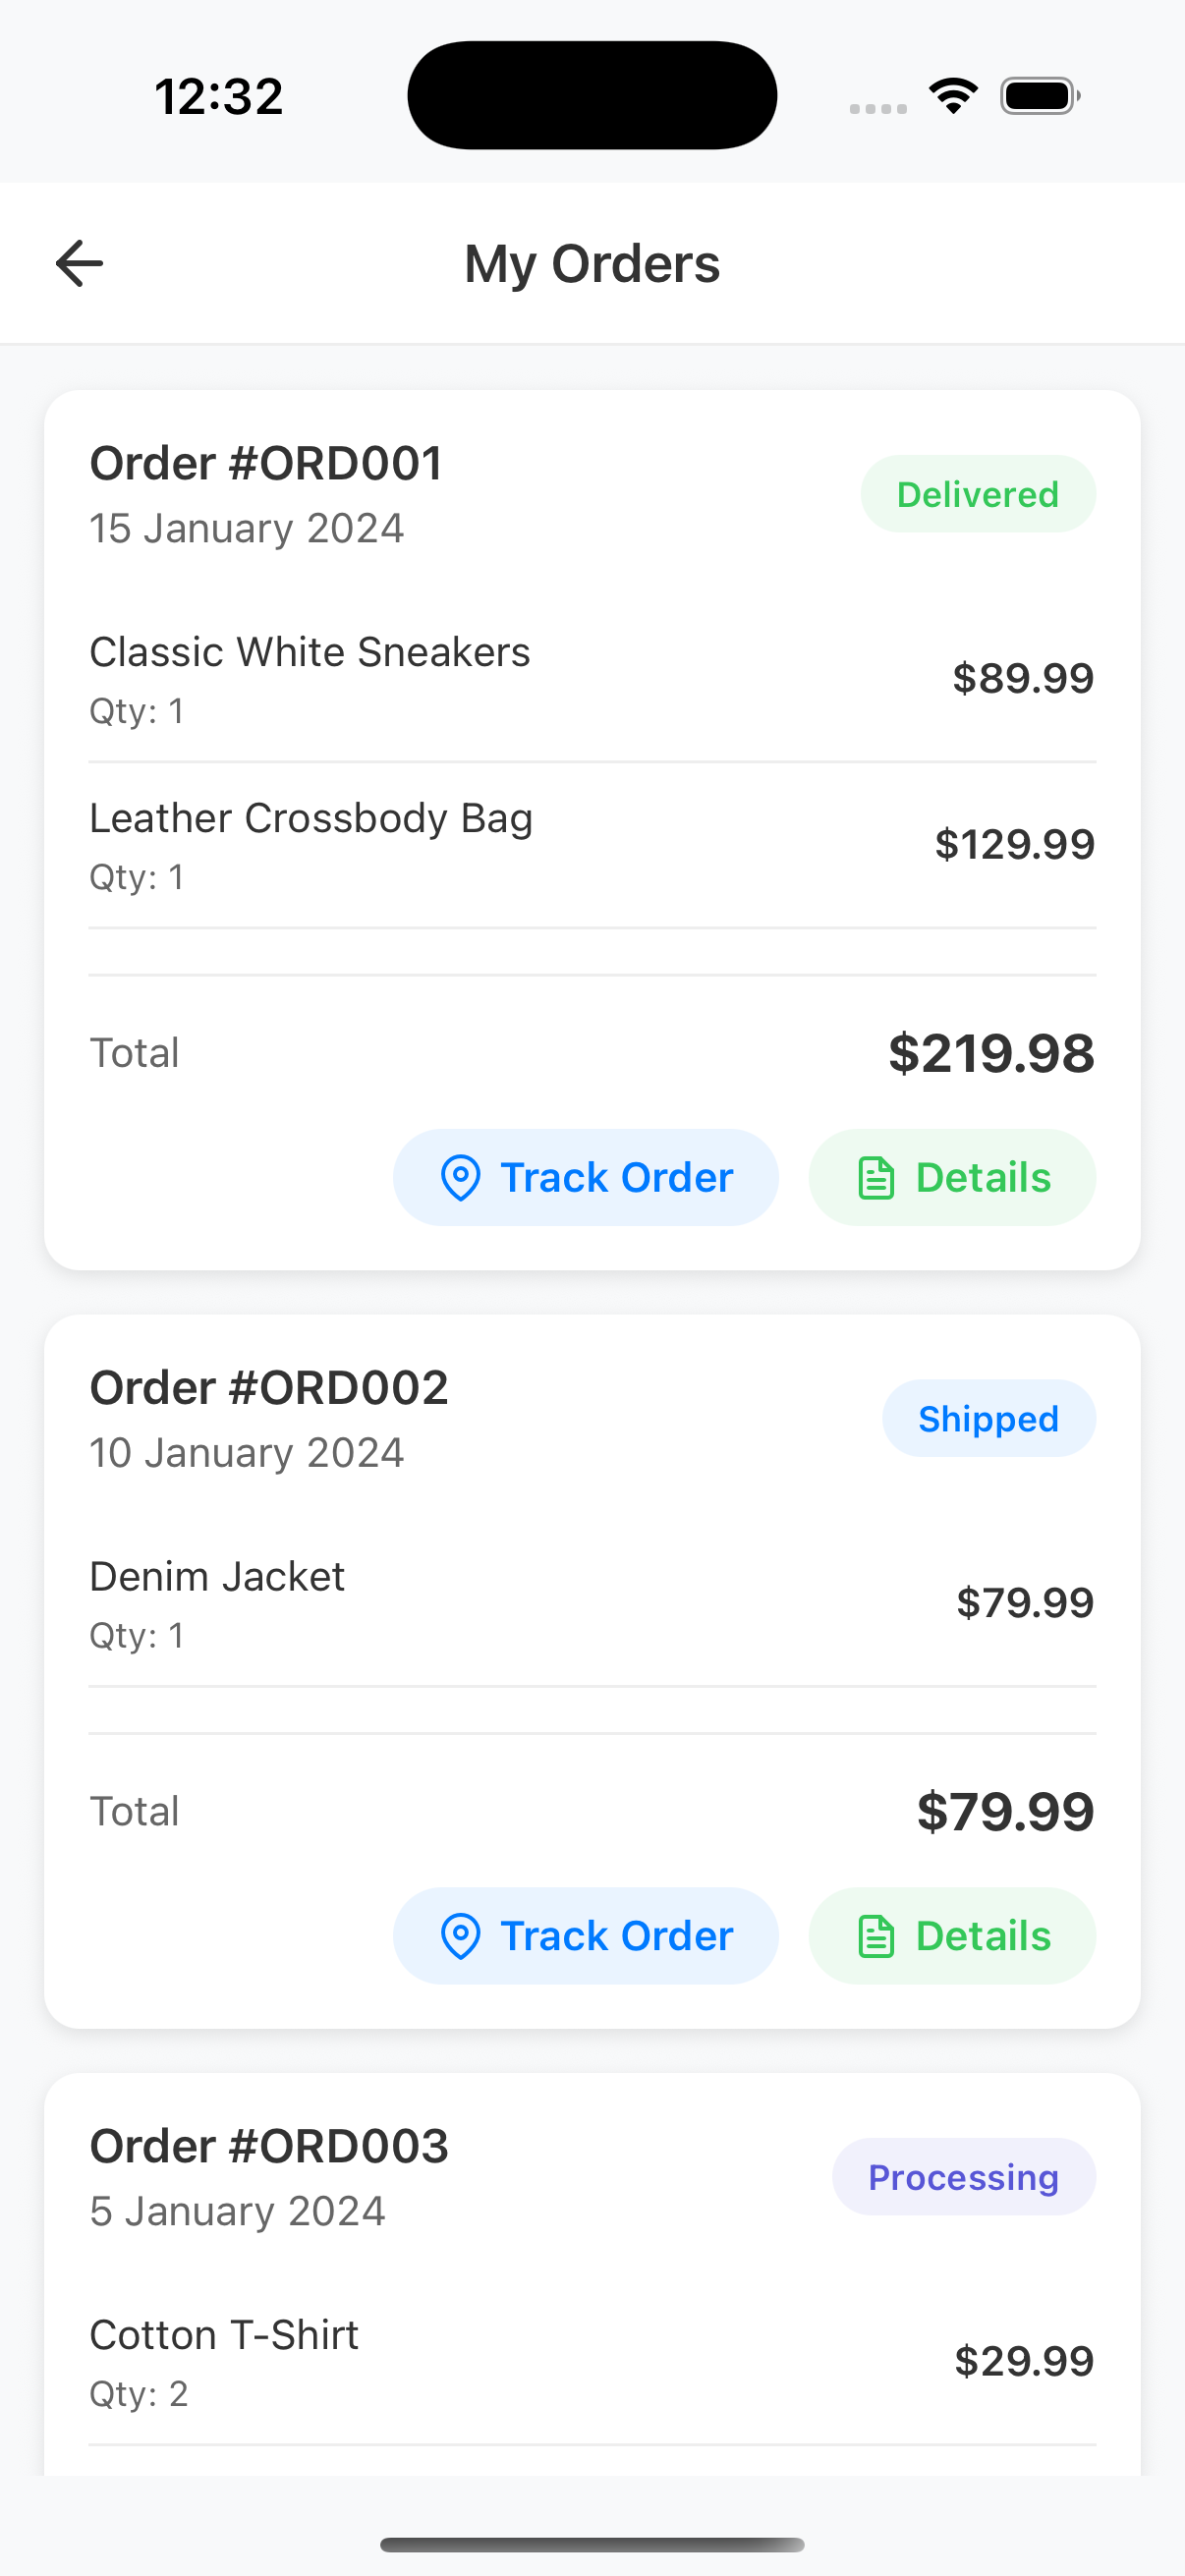 12:32
My Orders
Order #ORD001
Delivered
15 January 2024
Classic White Sneakers
$89.99
Qty: 1
Leather Crossbody Bag
$129.99
Qty: 1
Total
$219.98
Track Order
Details
Order #ORD002
Shipped
10 January 2024
Denim Jacket
$79.99
Qty: 1
Total
$79.99
Track Order
Details
Order #ORD003
Processing
5 January 2024
Cotton T-Shirt
$29.99
Qty: 2